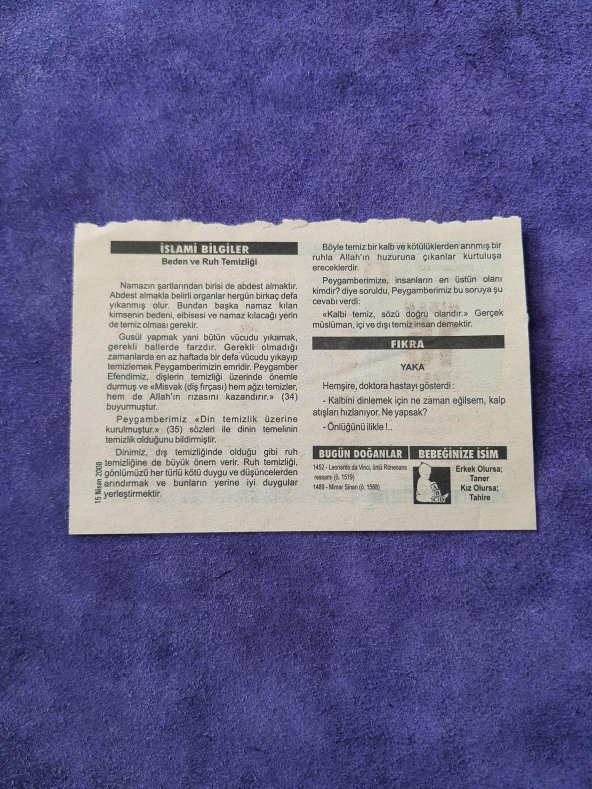 İSLAMİ BİLGİLER
Beden ve Ruh Temizliği
Namazın şartlarından birisi de abdest almaktır.
Abdest almakla belirli organlar hergün birkaç defa
yıkanmış olur. Bundan başka namaz kılan
kimsenin bedeni, elbisesi ve namaz kılacağı yerin
de temiz olması gerekir.
Gusül yapmak yani bütün vücudu yıkamak,
gerekli hallerde farzdır. Gerekli olmadığı
zamanlarda en az haftada bir defa vücudu yıkayıp
temizlemek Peygamberimizin emridir. Peygamber
Efendimiz, dişlerin temizliği üzerinde önemle
durmuş ve «Misvak (diş fırçası) hem ağzı temizler,
hem de Allah'ın rızasını kazandırır.» (34)
buyurmuştur.
Peygamberimiz «Din temizlik üzerine
kurulmuştur.» (35) sözleri ile dinin temelinin
temizlik olduğunu bildirmiştir.
Dinimiz, dış temizliğinde olduğu gibi ruh
temizliğine de büyük önem verir. Ruh temizliği,
gönlümüzü her türlü kötü duygu ve düşüncelerden
arındırmak ve bunların yerine iyi duygular
yerleştirmektir.
15 Nisan 2008
Böyle temiz bir kalb ve kötülüklerden arınmış bir
ruhla Allah'ın huzuruna çıkanlar kurtuluşa
ereceklerdir.
Peygamberimize, insanların en üstün olanı
kimdir? diye soruldu, Peygamberimiz bu soruya şu
cevabı verdi:
«Kalbi temiz, sözü doğru olandır.» Gerçek
müslüman, içi ve dışı temiz insan demektir.
FIKRA
YAKA
Hemşire, doktora hastayı gösterdi :
- Kalbini dinlemek için ne zaman eğilsem, kalp
atışları hızlanıyor. Ne yapsak?
- Önlüğünü ilikle !..
BUGÜN DOĞANLAR
1452 - Leonardo da Vinci, ünlü Rönesans
ressamı (ö. 1519)
1489 - Mimar Sinan (ö. 1588)
BEBEĞİNİZE İSİM
Erkek Olursa;
Taner
Kız Olursa;
Tahire